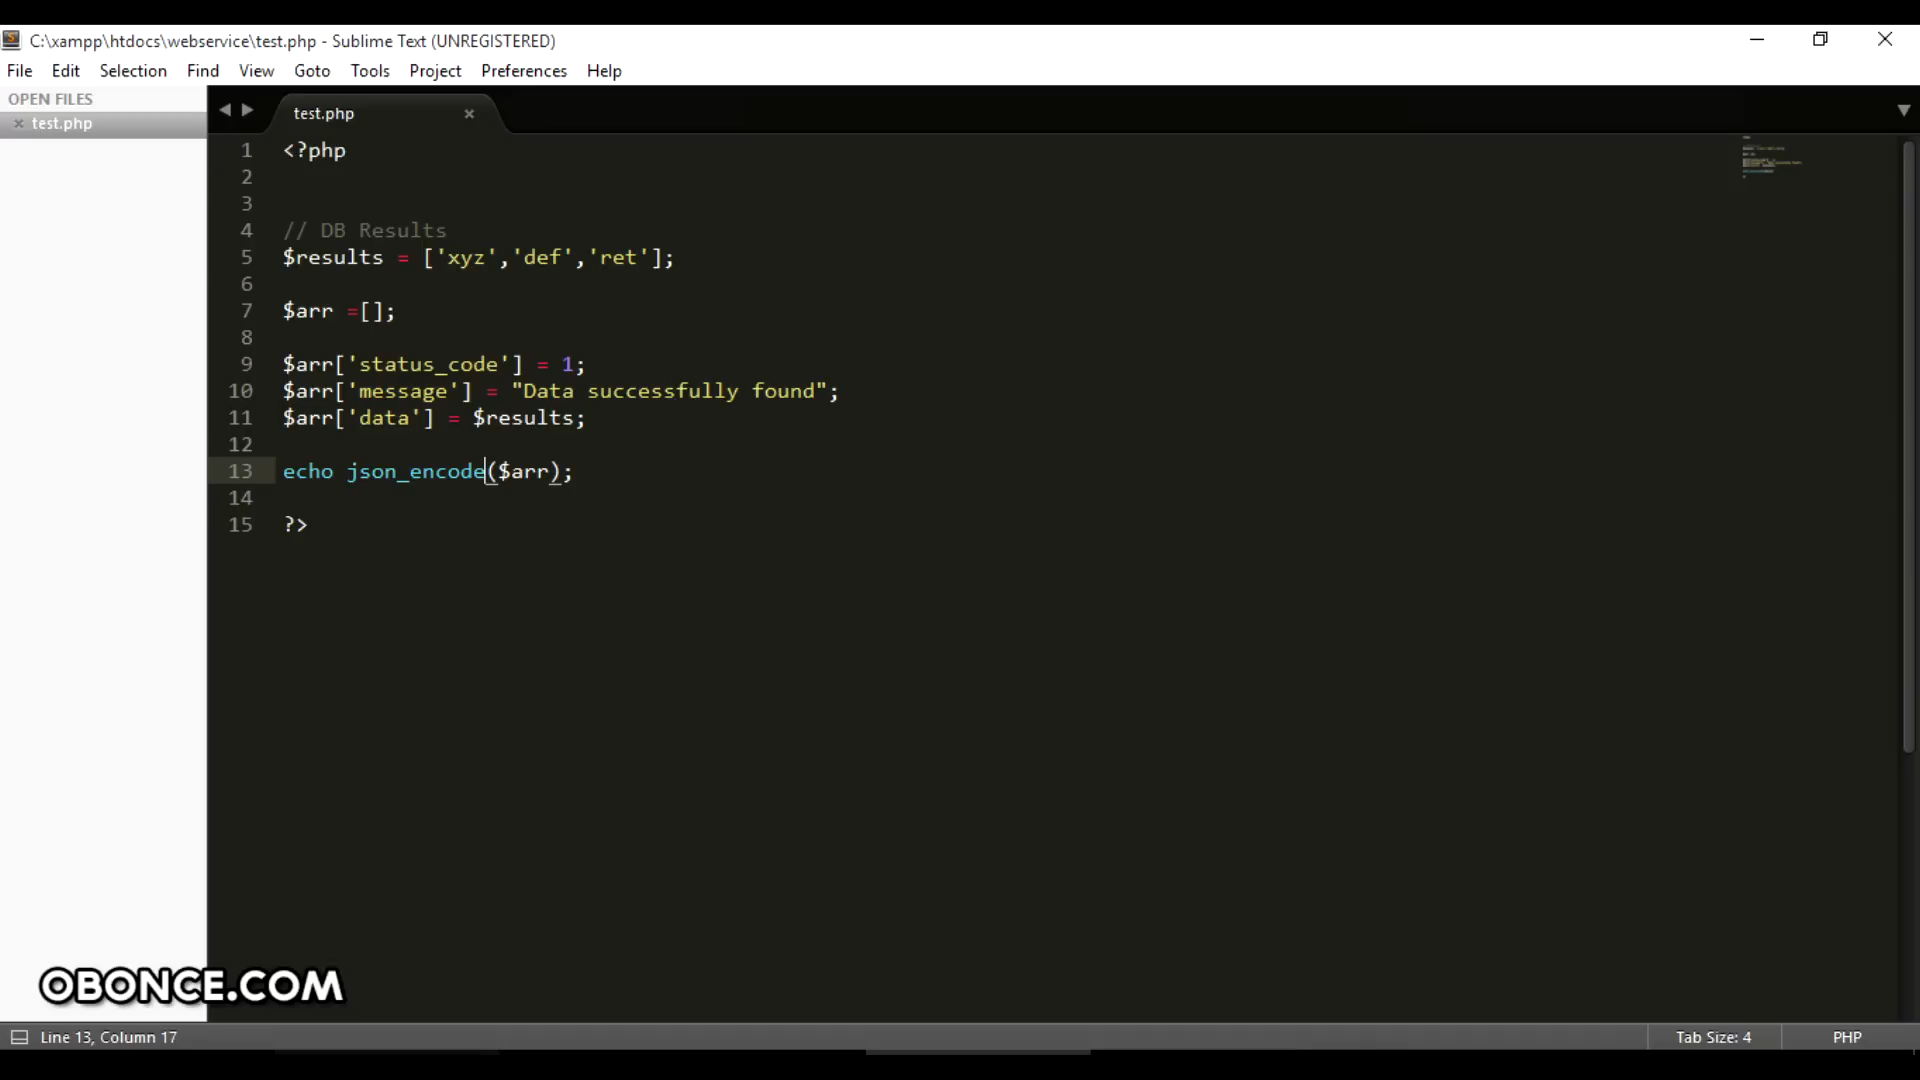 C:\xampp\htdocs\webservice\test.php - Sublime Text (UNREGISTERED)
File Edit Selection Find View Goto Tools Project Preferences Help
OPEN FILES
test.php
test.php
1 <?php
2
3
4 // DB Results
5 $results = ['xyz','def','ret'];
6
7 $arr =[];
8
9 $arr['status_code'] = 1;
10 $arr['message'] = "Data successfully found";
11 $arr['data'] = $results;
12
13 echo json_encode($arr);
14
15 ?>
OBONCE.COM
Line 13, Column 17
Tab Size: 4
PHP